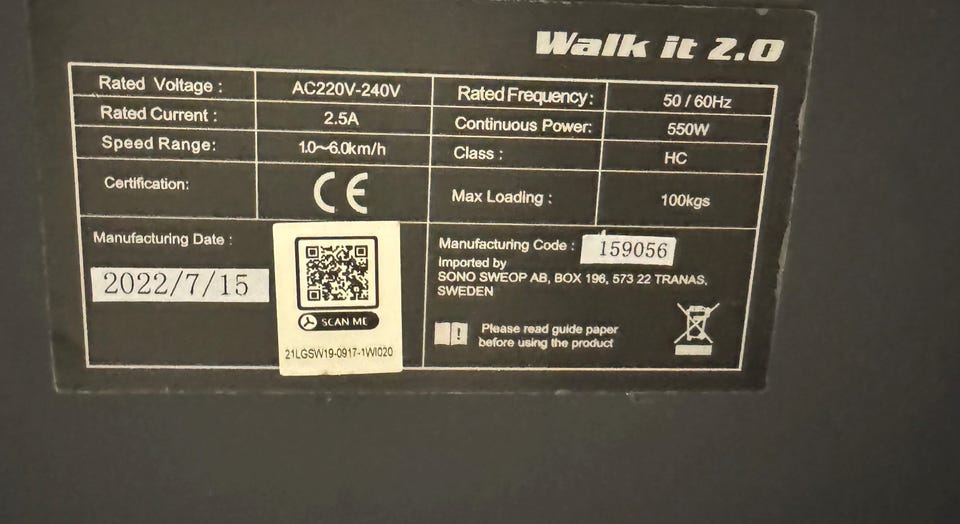 Walk it 2.0
Rated Voltage : AC220V-240V Rated Frequency: 50 / 60Hz
Rated Current : 2.5A Continuous Power: 550W
Speed Range: 1.0~6.0km/h Class : HC
Certification: CE Max Loading : 100kgs
Manufacturing Date :
2022/7/15
SCAN ME
21LGSW19-0917-1WI020
Manufacturing Code : 159056
Imported by
SONO SWEOP AB, BOX 196, 573 22 TRANAS,
SWEDEN
Please read guide paper
before using the product